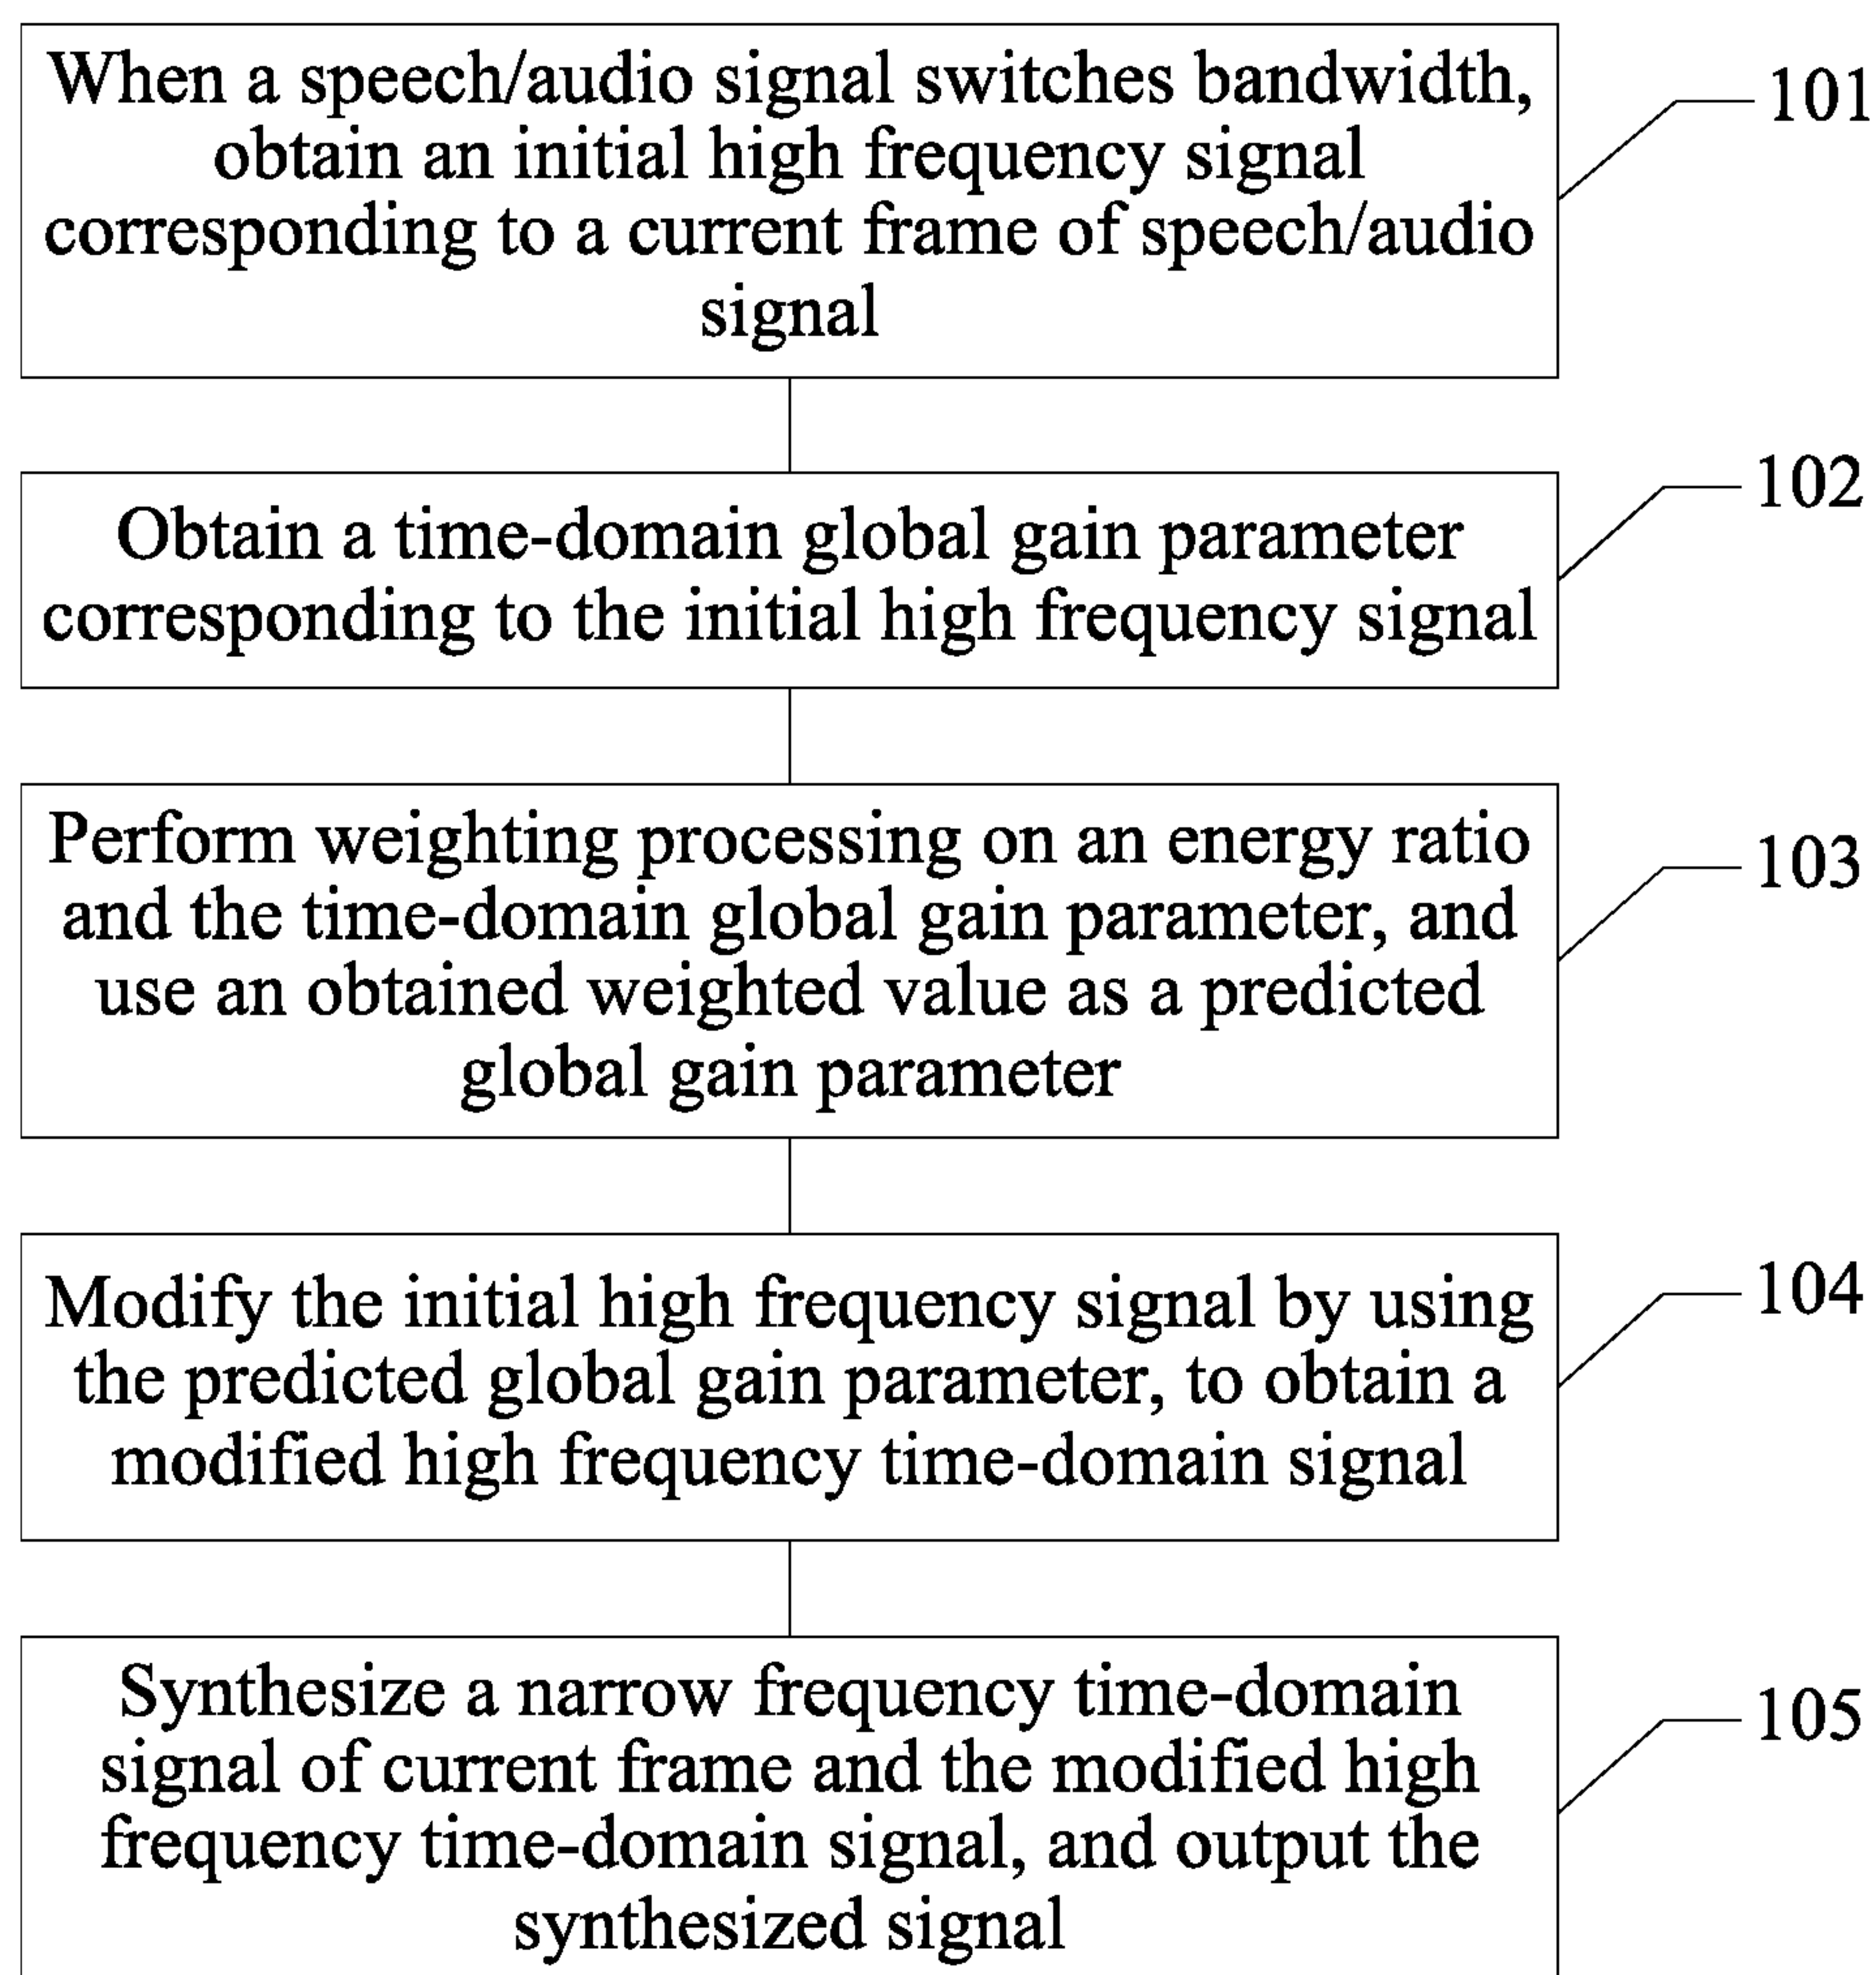 When a speech/audio signal switches bandwidth,
obtain an initial high frequency signal
corresponding to a current frame of speech/audio
signal
101
Obtain a time-domain global gain parameter
corresponding to the initial high frequency signal
102
Perform weighting processing on an energy ratio
and the time-domain global gain parameter, and
use an obtained weighted value as a predicted
global gain parameter
103
Modify the initial high frequency signal by using
the predicted global gain parameter, to obtain a
modified high frequency time-domain signal
104
Synthesize a narrow frequency time-domain
signal of current frame and the modified high
frequency time-domain signal, and output the
synthesized signal
105